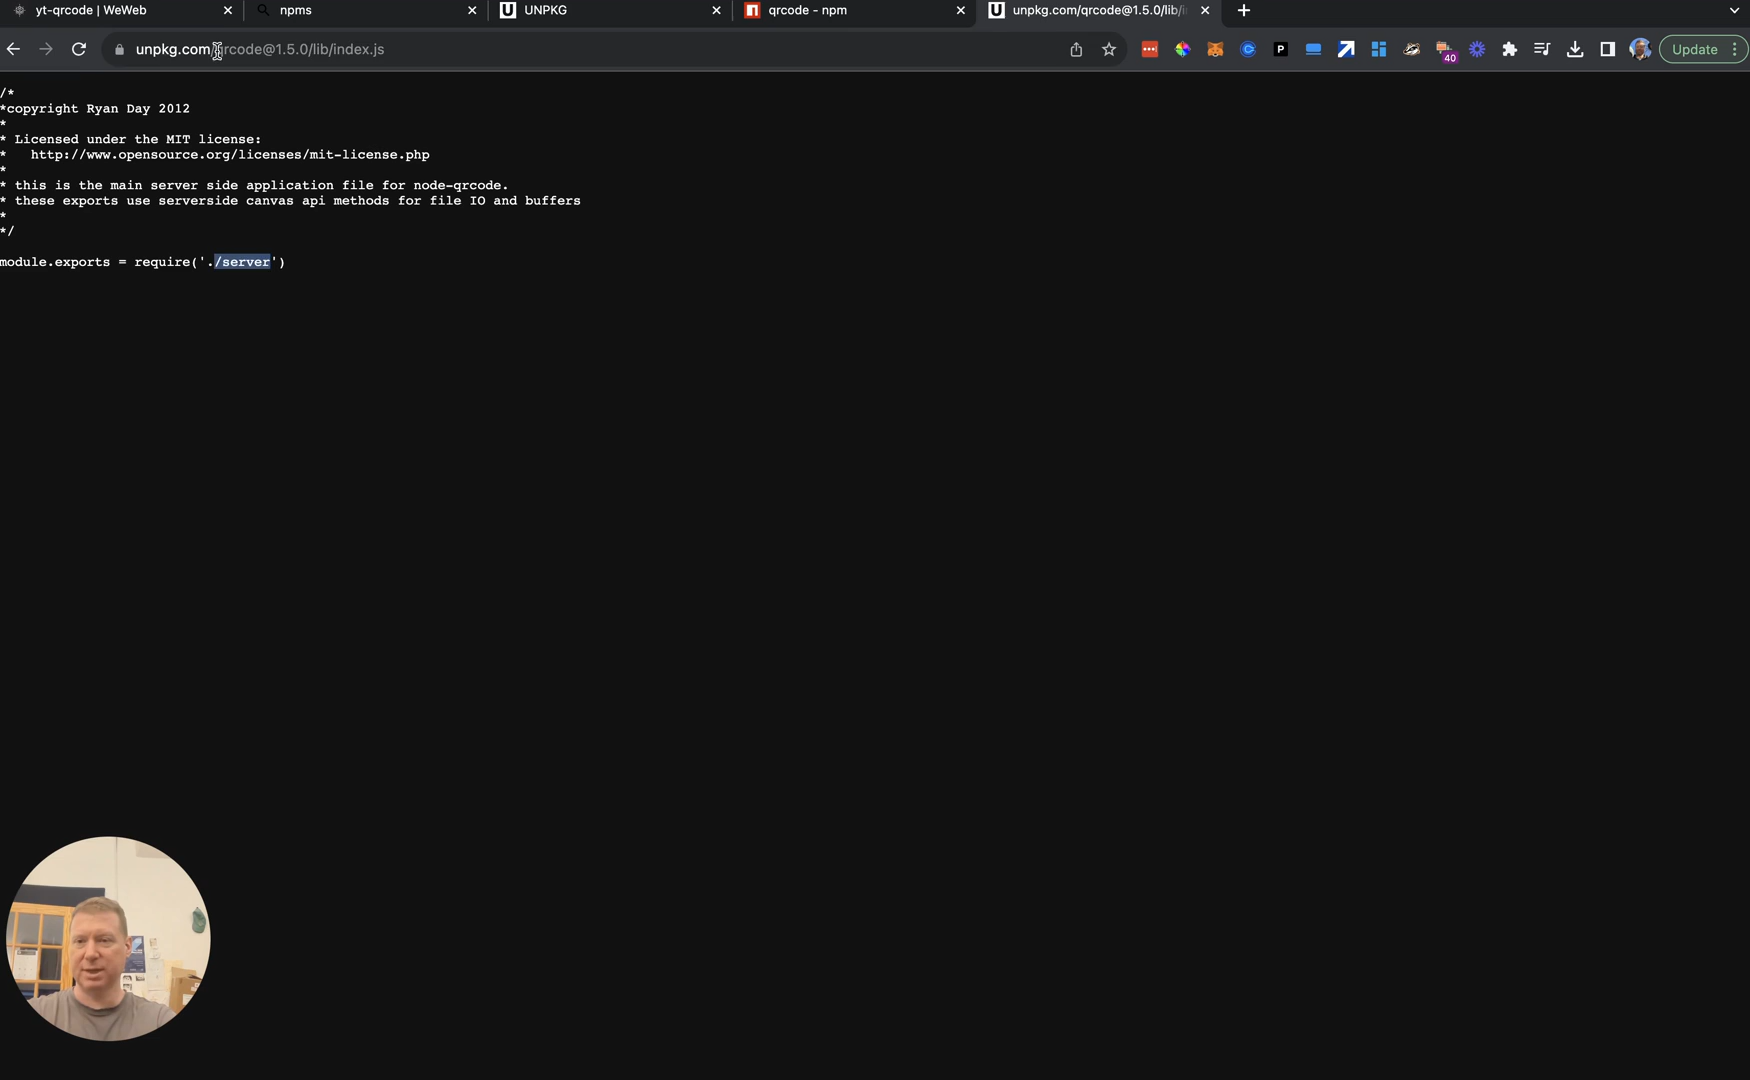 yt-qrcode | WeWeb
npms
UNPKG
qrcode - npm
unpkg.com/qrcode@1.5.0/lib/i
unpkg.com/qrcode@1.5.0/lib/index.js
P
40
Update
/*
*copyright Ryan Day 2012
*
* Licensed under the MIT license:
*   http://www.opensource.org/licenses/mit-license.php
*
* this is the main server side application file for node-qrcode.
* these exports use serverside canvas api methods for file IO and buffers
*
*/
module.exports = require('./server')